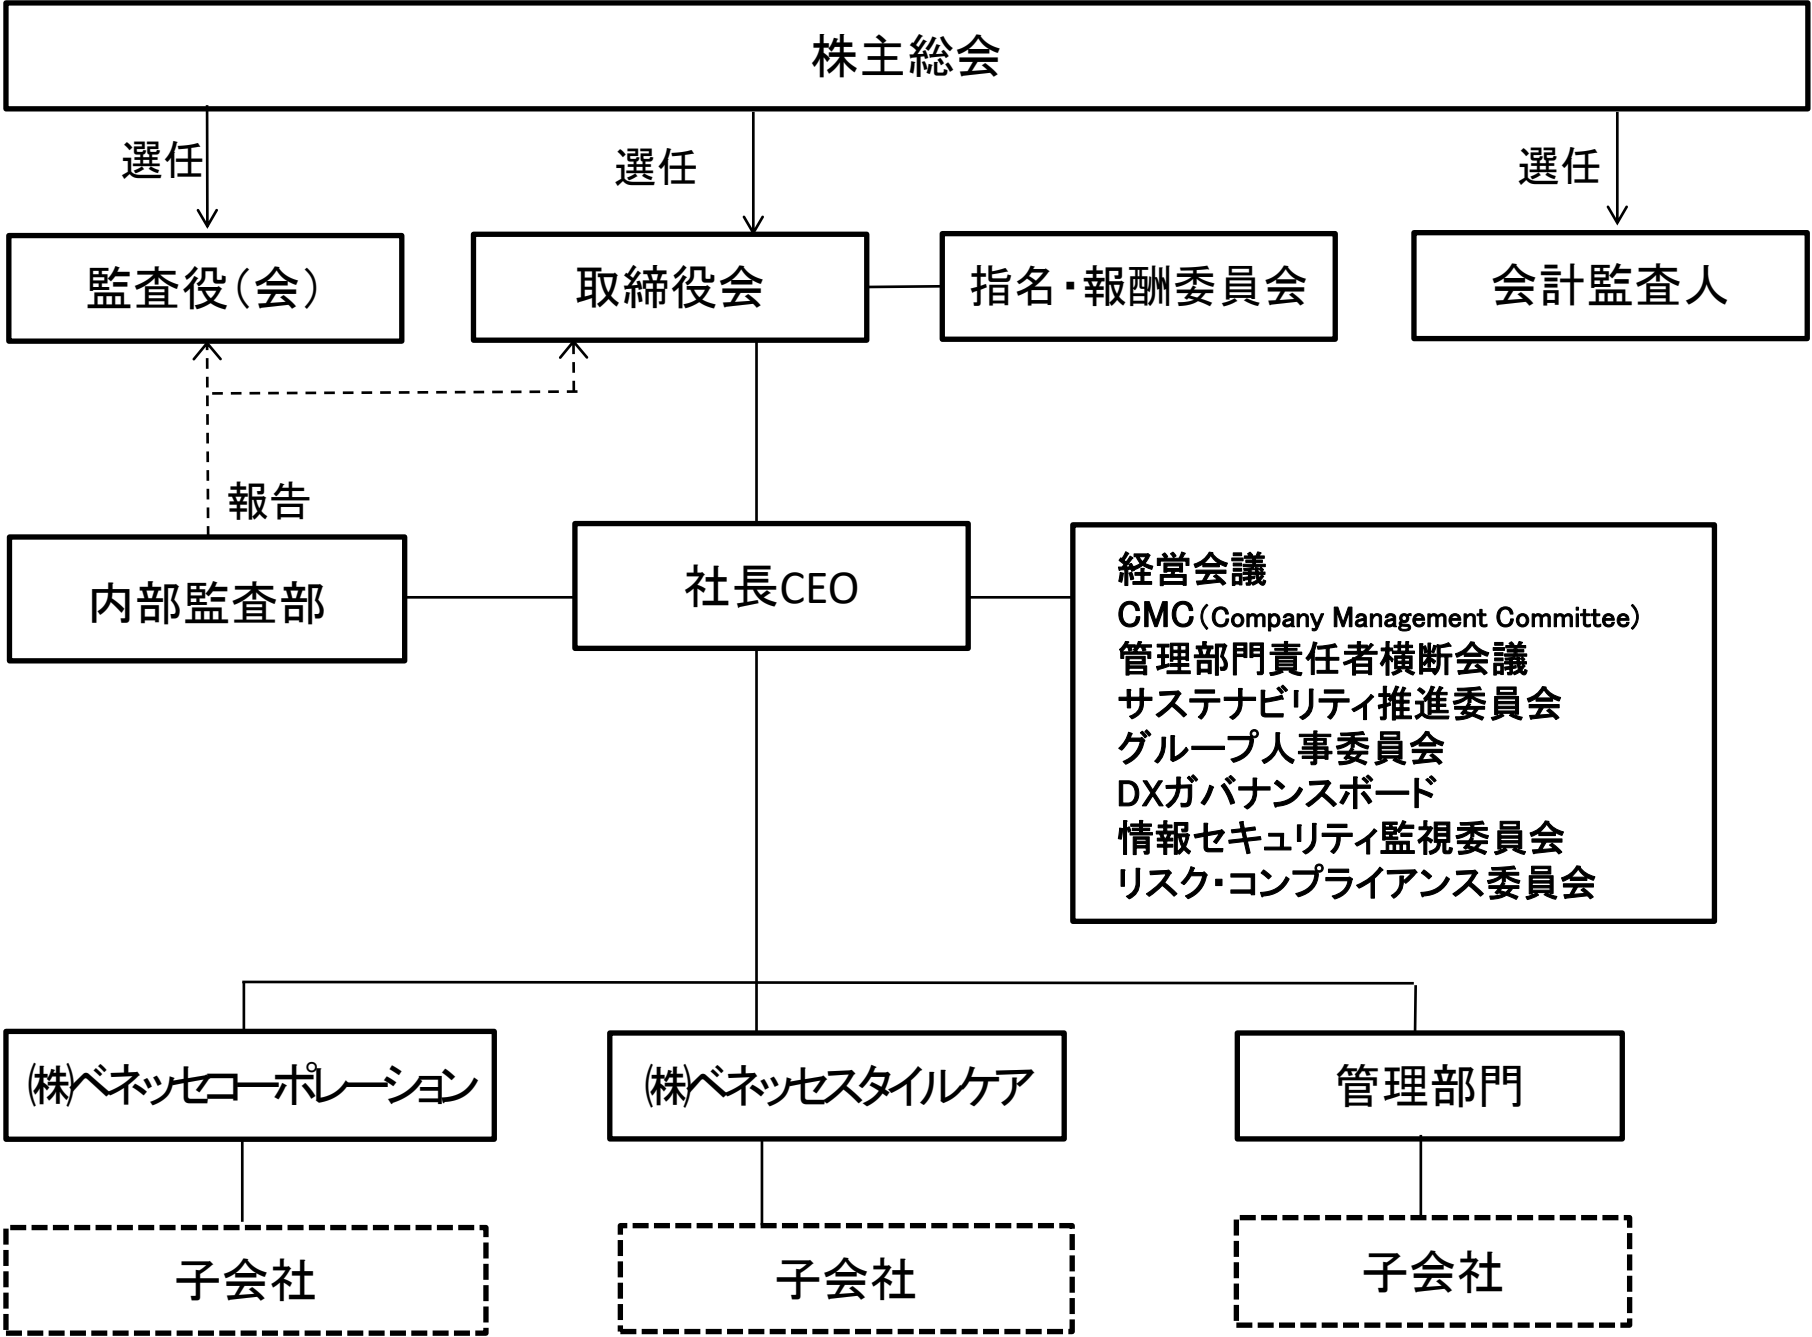 株主総会
選任
選任
選任
監査役（会）
取締役会
指名・報酬委員会
会計監査人
報告
内部監査部
社長CEO
経営会議
CMC（Company Management Committee）
管理部門責任者横断会議
サステナビリティ推進委員会
グループ人事委員会
DXガバナンスボード
情報セキュリティ監視委員会
リスク・コンプライアンス委員会
㈱ベネッセコーポレーション
㈱ベネッセスタイルケア
管理部門
子会社
子会社
子会社